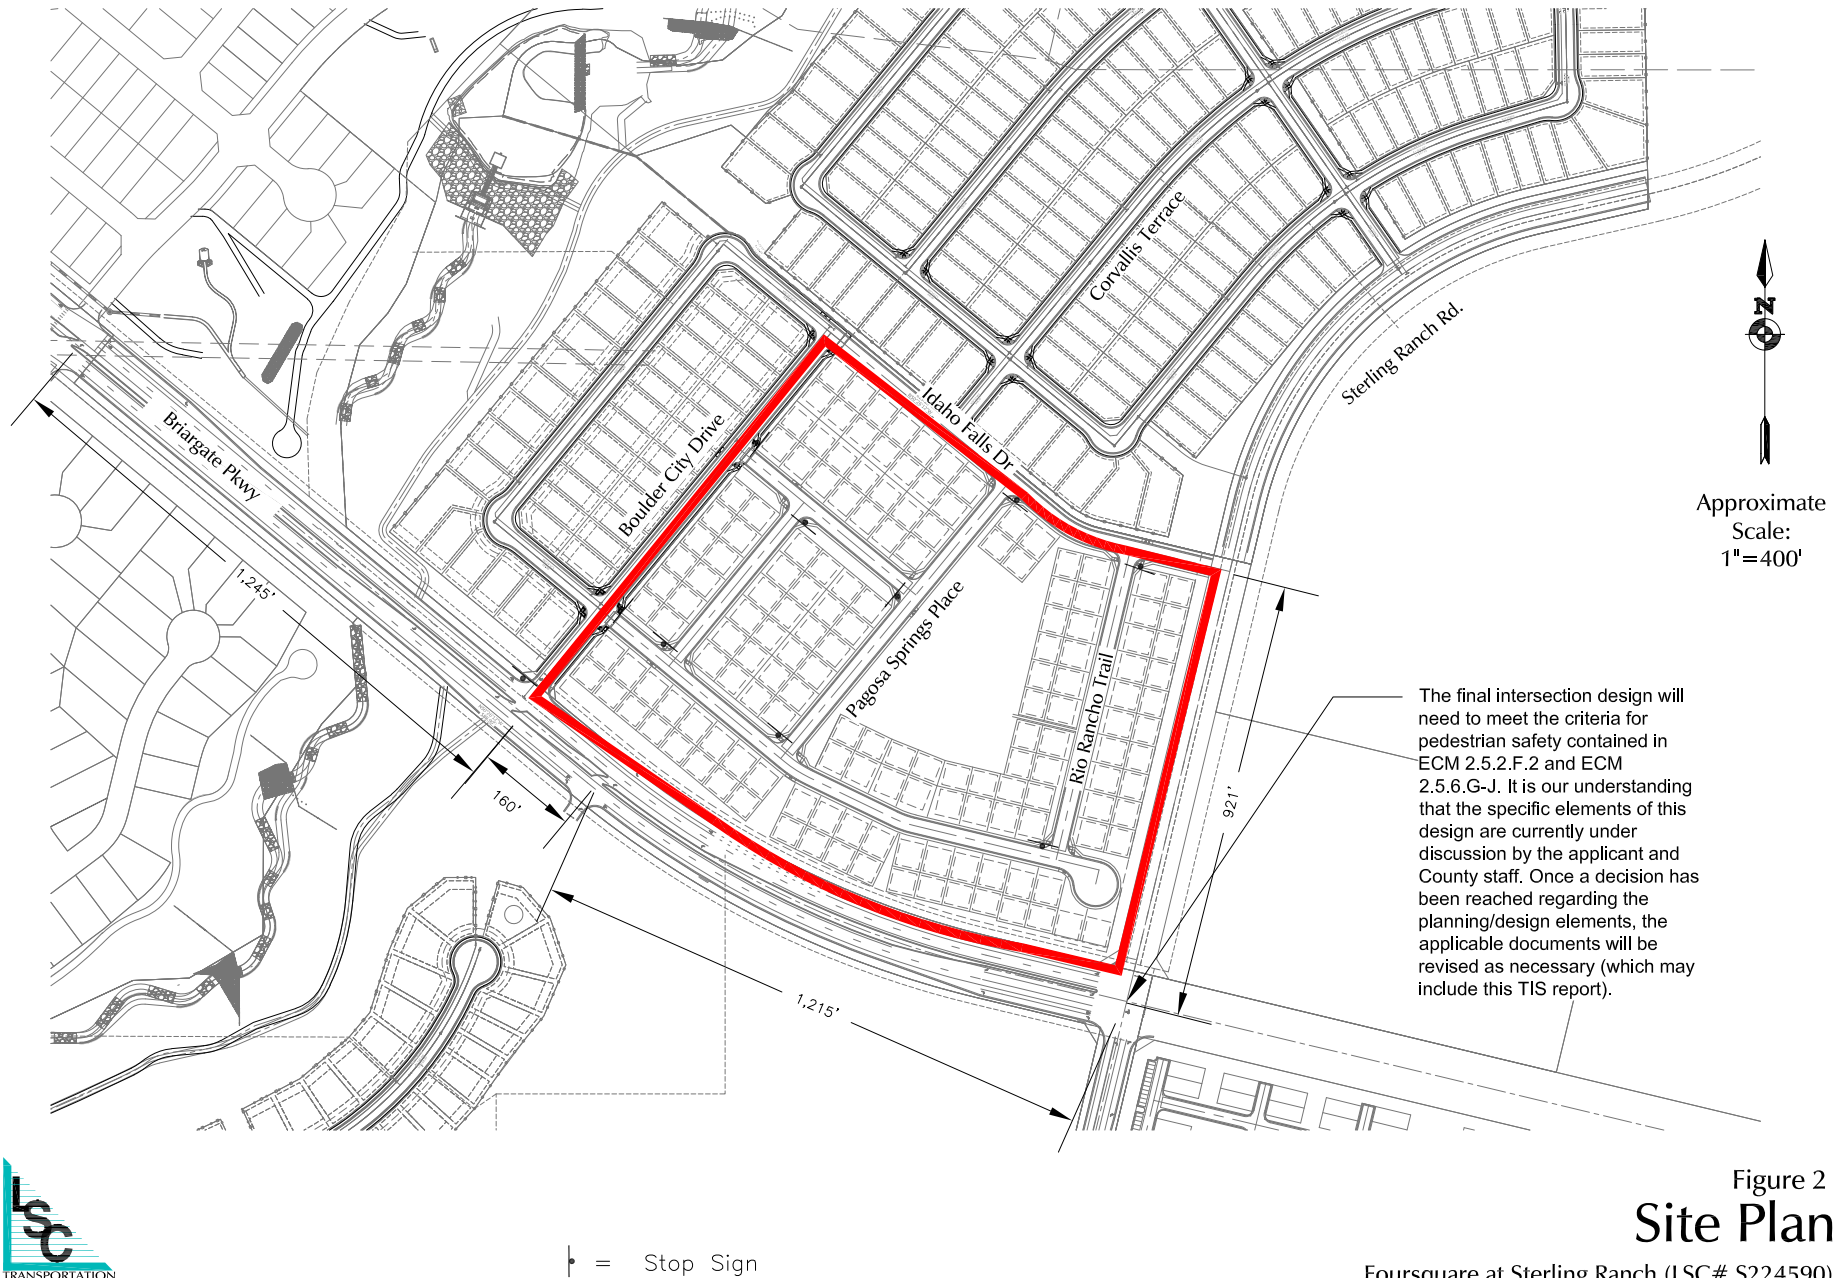 Corvallis Terrace
Sterling Ranch Rd.
N
Approximate
Scale:
1"=400'
Idaho Falls Dr
Boulder City Drive
Briargate Pkwy
1,245'
Pagosa Springs Place
Rio Rancho Trail
160'
921'
1,215'
The final intersection design will
need to meet the criteria for
pedestrian safety contained in
ECM 2.5.2.F.2 and ECM
2.5.6.G-J. It is our understanding
that the specific elements of this
design are currently under
discussion by the applicant and
County staff. Once a decision has
been reached regarding the
planning/design elements, the
applicable documents will be
revised as necessary (which may
include this TIS report).
LSC
TRANSPORTATION
= Stop Sign
Figure 2
Site Plan
Foursquare at Sterling Ranch (LSC# S224590)